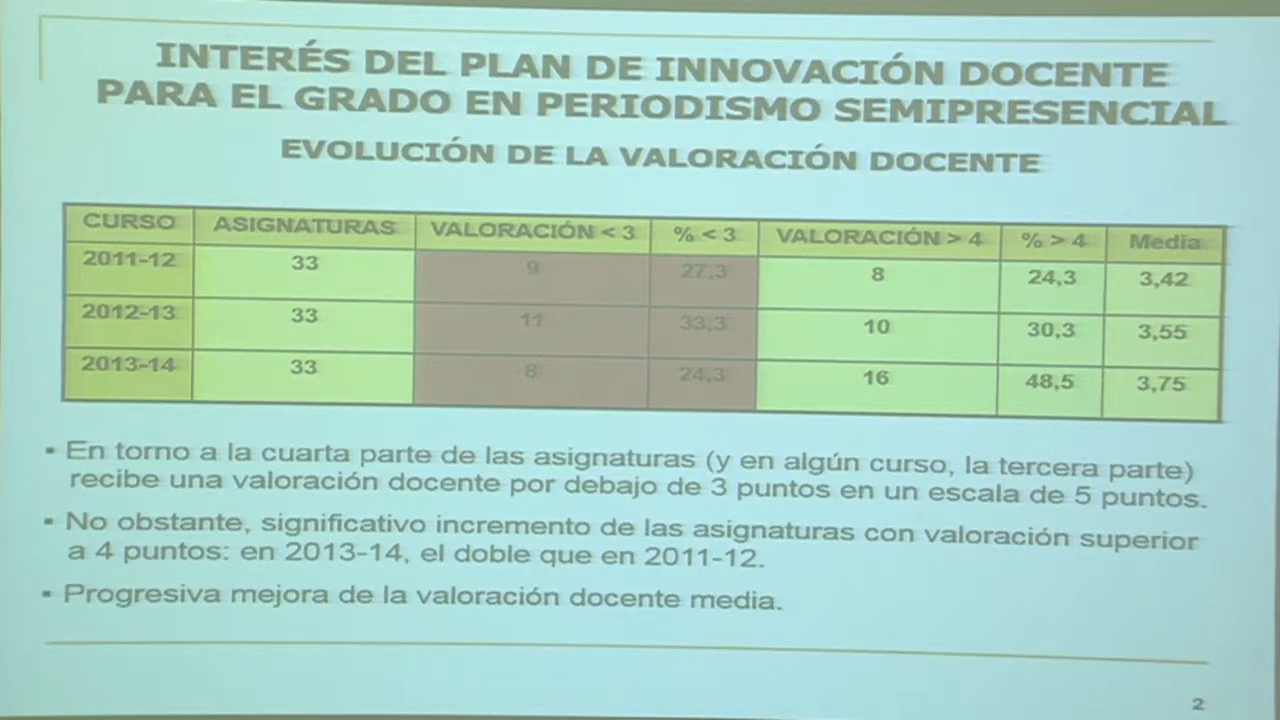 INTERÉS DEL PLAN DE INNOVACIÓN DOCENTE
PARA EL GRADO EN PERIODISMO SEMIPRESENCIAL
EVOLUCIÓN DE LA VALORACIÓN DOCENTE
CURSO ASIGNATURAS VALORACIÓN < 3 % < 3 VALORACIÓN > 4 % > 4 Media
2011-12 33 9 27,3 8 24,3 3,42
2012-13 33 11 33,3 10 30,3 3,55
2013-14 33 8 24,3 16 48,5 3,75
▪ En torno a la cuarta parte de las asignaturas (y en algún curso, la tercera parte)
recibe una valoración docente por debajo de 3 puntos en un escala de 5 puntos.
▪ No obstante, significativo incremento de las asignaturas con valoración superior
a 4 puntos: en 2013-14, el doble que en 2011-12.
▪ Progresiva mejora de la valoración docente media.
2